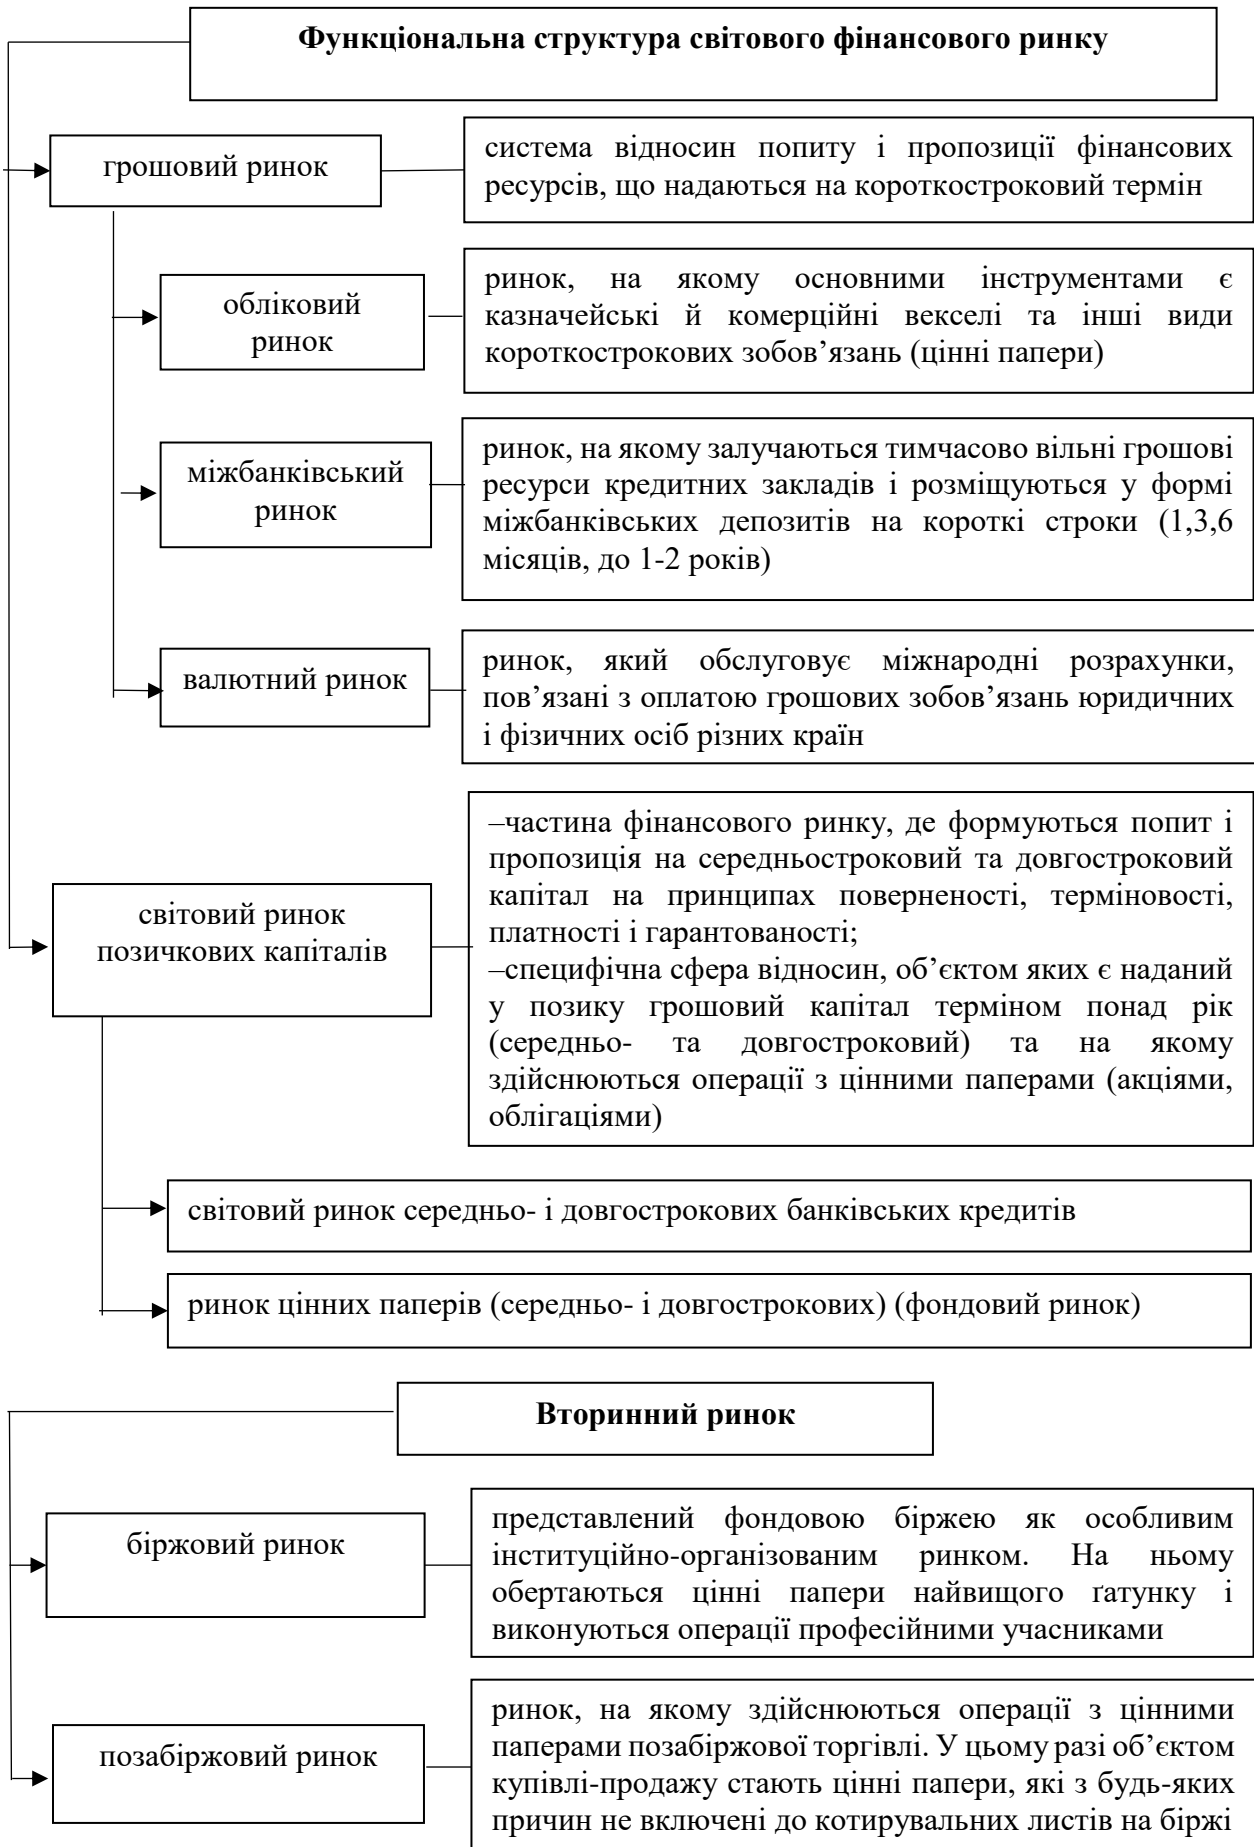 Функціональна структура світового фінансового ринку
грошовий ринок
система відносин попиту і пропозиції фінансових
ресурсів, що надаються на короткостроковий термін
обліковий
ринок
ринок, на якому основними інструментами є
казначейські й комерційні векселі та інші види
короткострокових зобов’язань (цінні папери)
міжбанківський
ринок
ринок, на якому залучаються тимчасово вільні грошові
ресурси кредитних закладів і розміщуються у формі
міжбанківських депозитів на короткі строки (1,3,6
місяців, до 1-2 років)
валютний ринок
ринок, який обслуговує міжнародні розрахунки,
пов’язані з оплатою грошових зобов’язань юридичних
і фізичних осіб різних країн
світовий ринок
позичкових капіталів
–частина фінансового ринку, де формуються попит і
пропозиція на середньостроковий та довгостроковий
капітал на принципах поверненості, терміновості,
платності і гарантованості;
–специфічна сфера відносин, об’єктом яких є наданий
у позику грошовий капітал терміном понад рік
(середньо- та довгостроковий) та на якому
здійснюються операції з цінними паперами (акціями,
облігаціями)
світовий ринок середньо- і довгострокових банківських кредитів
ринок цінних паперів (середньо- і довгострокових) (фондовий ринок)
Вторинний ринок
біржовий ринок
представлений фондовою біржею як особливим
інституційно-організованим ринком. На ньому
обертаються цінні папери найвищого ґатунку і
виконуються операції професійними учасниками
позабіржовий ринок
ринок, на якому здійснюються операції з цінними
паперами позабіржової торгівлі. У цьому разі об’єктом
купівлі-продажу стають цінні папери, які з будь-яких
причин не включені до котирувальних листів на біржі